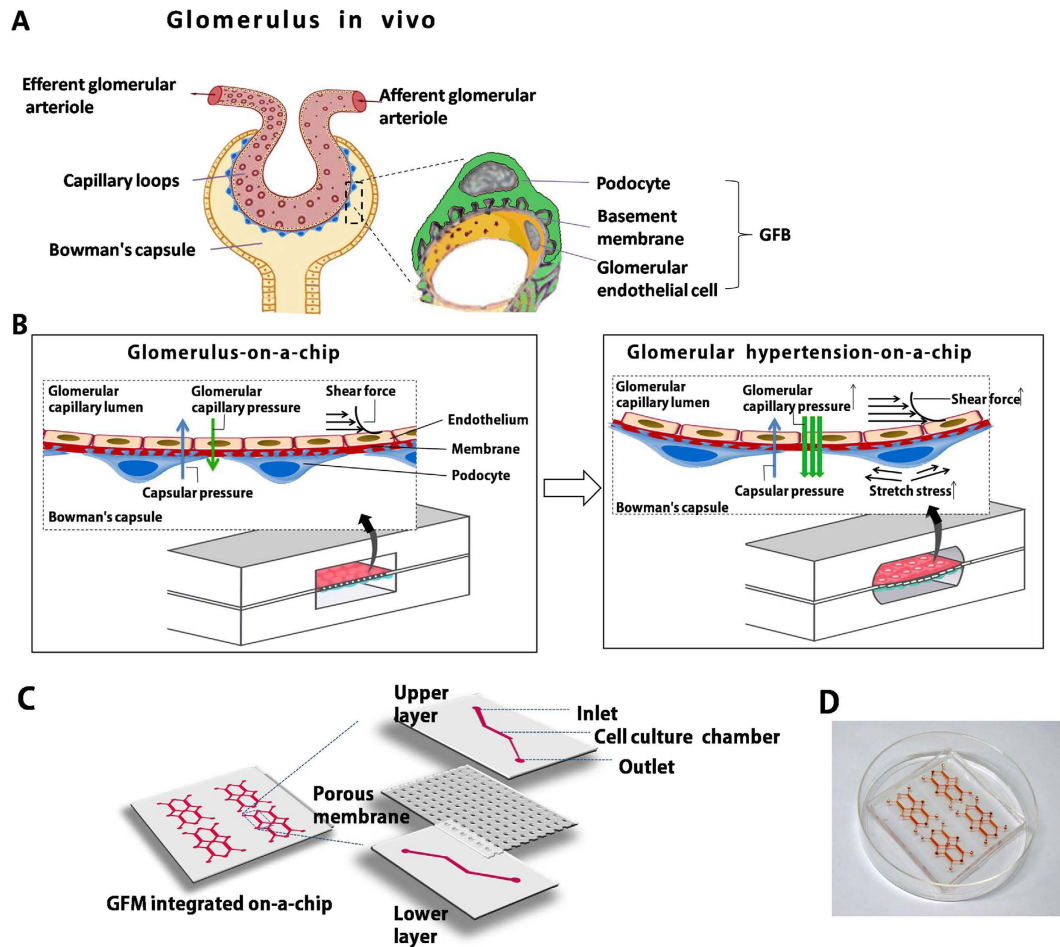 A
Glomerulus in vivo
Efferent glomerular
arteriole
Afferent glomerular
arteriole
Capillary loops
Bowman's capsule
Podocyte
Basement
membrane
Glomerular
endothelial cell
GFB
B
Glomerulus-on-a-chip
Glomerular
capillary lumen
Glomerular
capillary pressure
Shear force
Endothelium
Membrane
Podocyte
Capsular pressure
Bowman's capsule
Glomerular hypertension-on-a-chip
Glomerular
capillary lumen
Glomerular
capillary pressure↑
Shear force↑
Capsular pressure
Stretch stress↑
Bowman's capsule
C
Upper
layer
Inlet
Cell culture chamber
Outlet
Porous
membrane
GFM integrated on-a-chip
Lower
layer
D